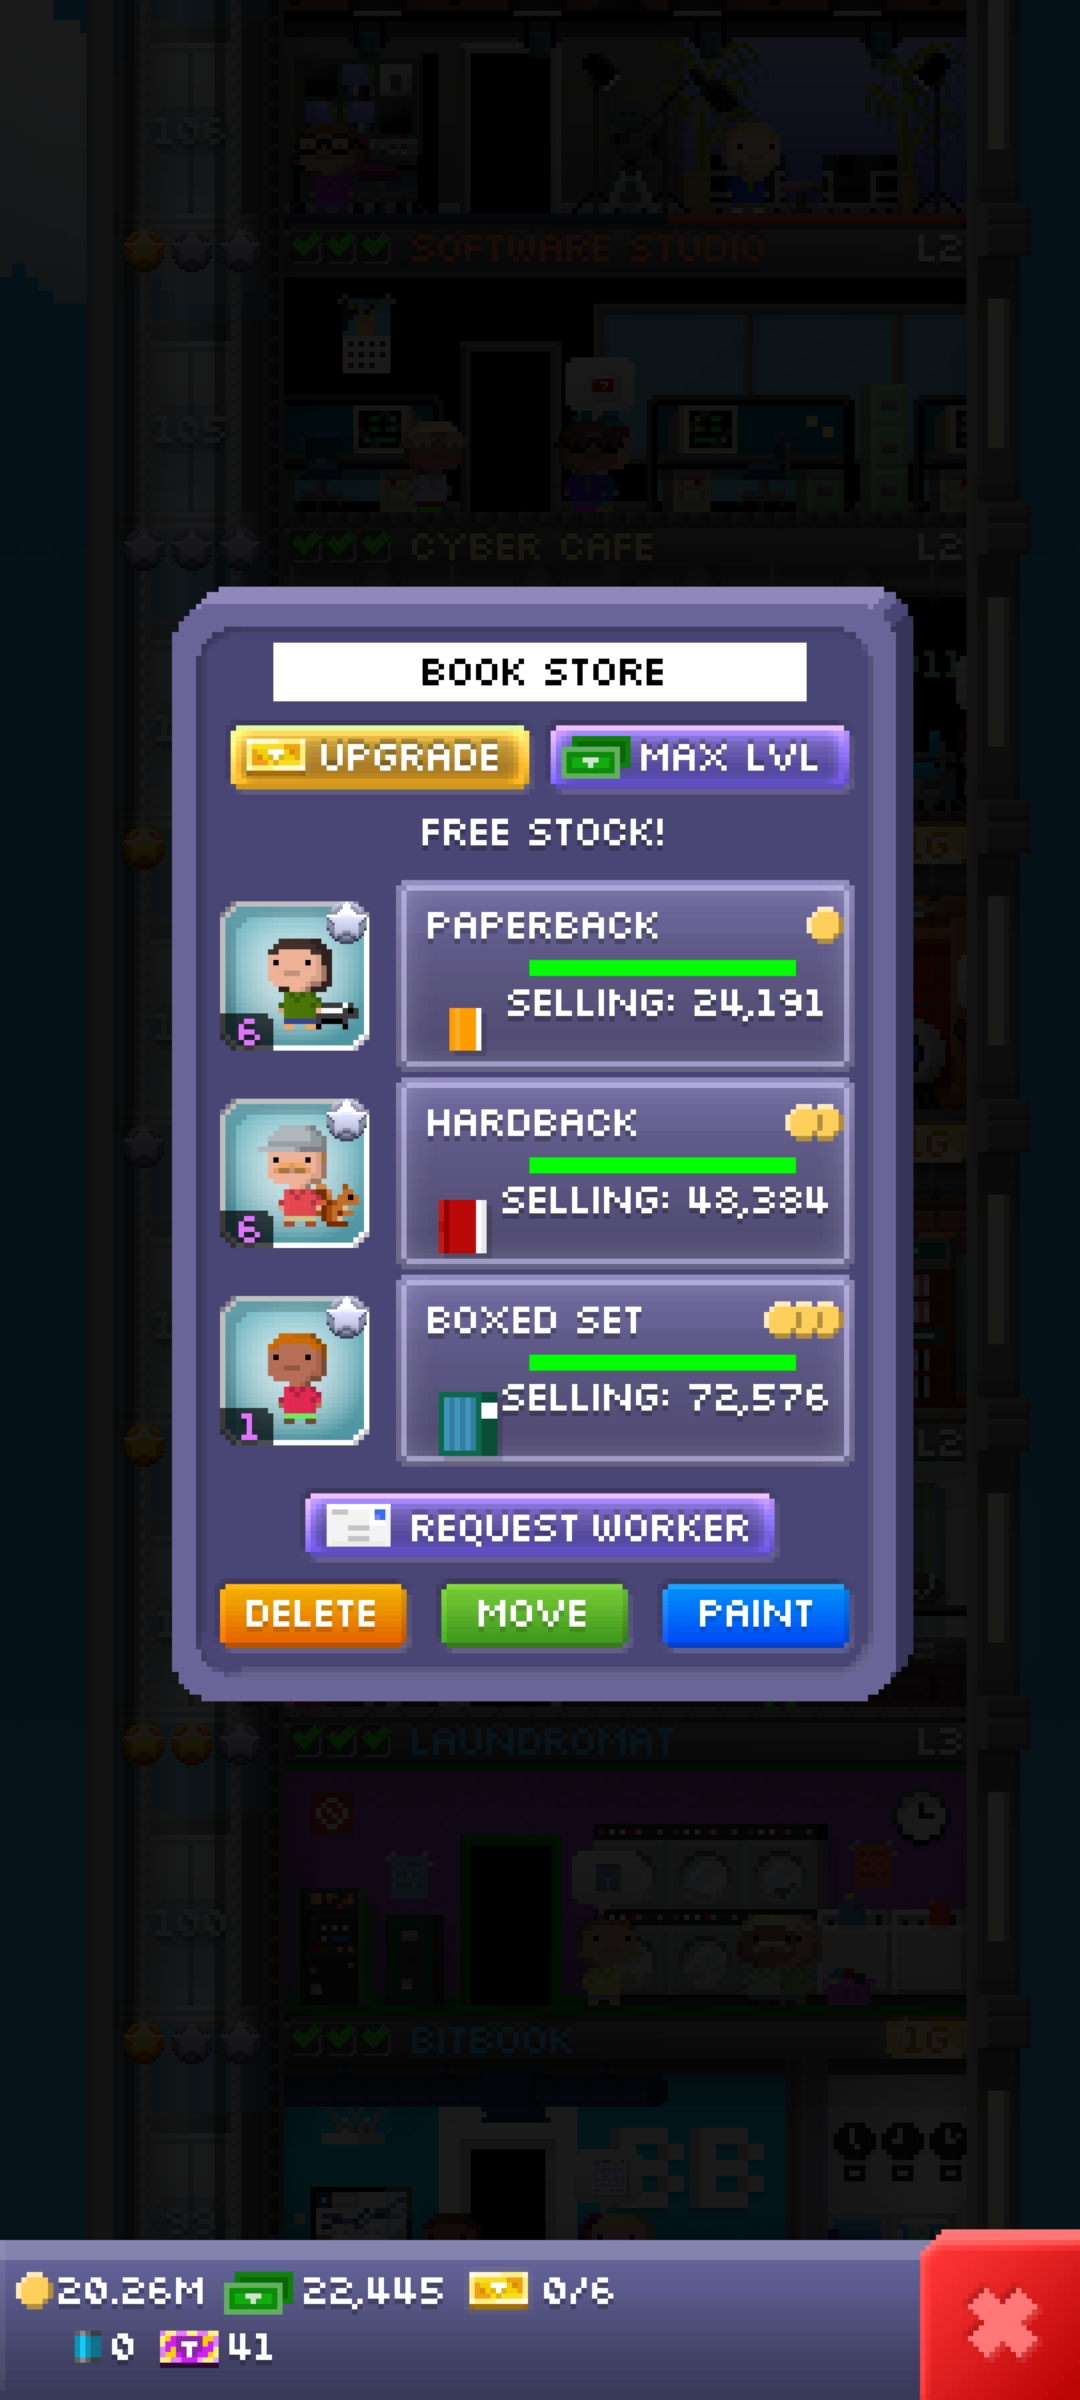 106
SOFTWARE STUDIO L2
105
CYBER CAFE L2
BOOK STORE
UPGRADE MAX LVL
FREE STOCK!
PAPERBACK
SELLING: 24,191
6
HARDBACK
SELLING: 48,384
6
BOXED SET
SELLING: 72,576
1
REQUEST WORKER
DELETE MOVE PAINT
LAUNDROMAT L3
100
BITBOOK 1G
BB
99
20.26M 22,445 0/6
0 41